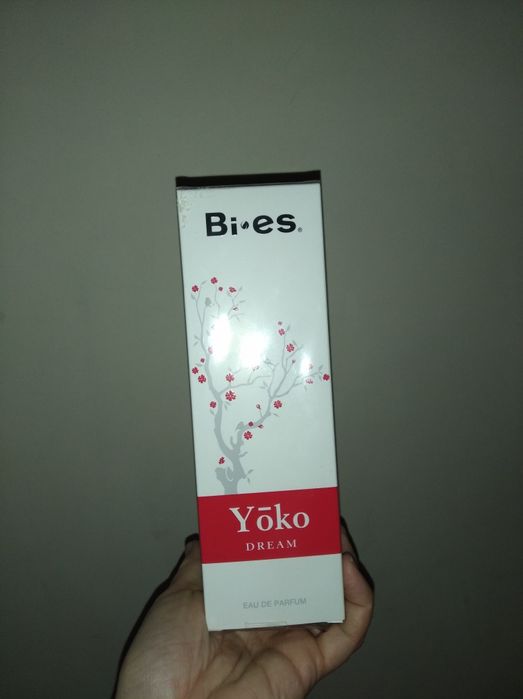 Bi·es®
Yōko
DREAM
EAU DE PARFUM